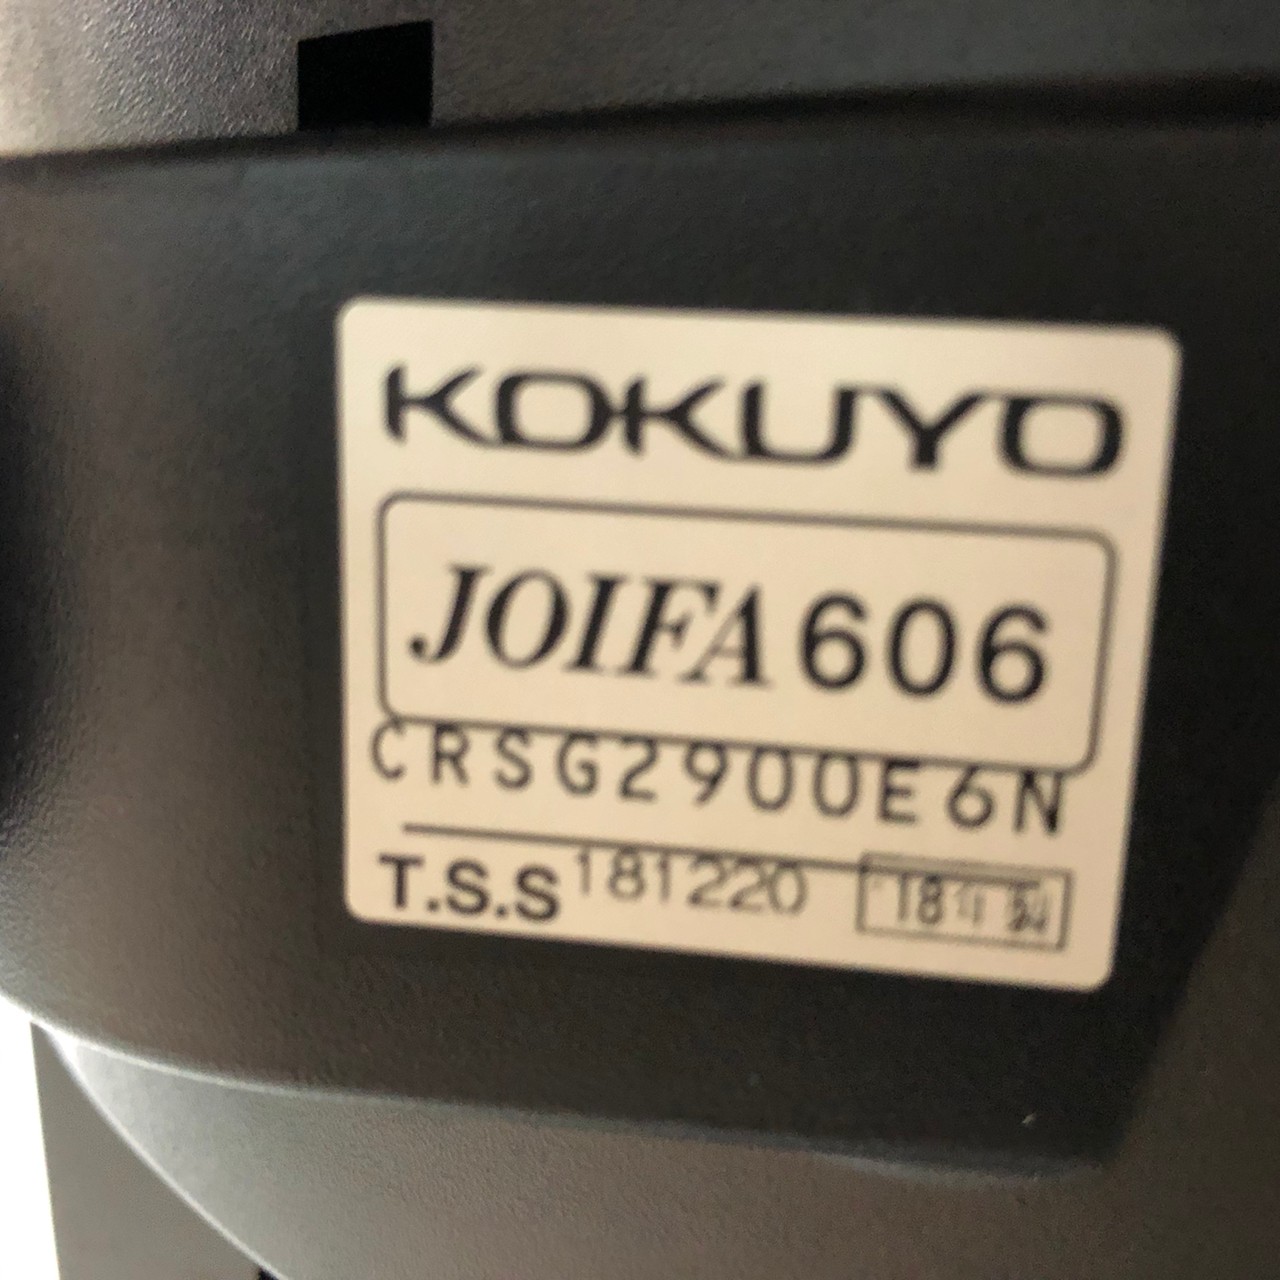 KOKUYO
JOIFA 606
CRSG2900E6N
T.S.S 181220